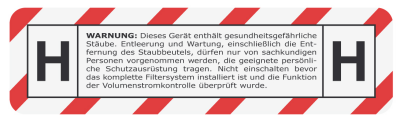 H
WARNUNG: Dieses Gerät enthält gesundheitsgefährliche
Stäube. Entleerung und Wartung, einschließlich die Ent-
fernung des Staubbeutels, dürfen nur von sachkundigen
Personen vorgenommen werden, die geeignete persönli-
che Schutzausrüstung tragen. Nicht einschalten bevor
das komplette Filtersystem installiert ist und die Funktion
der Volumenstromkontrolle überprüft wurde.
H